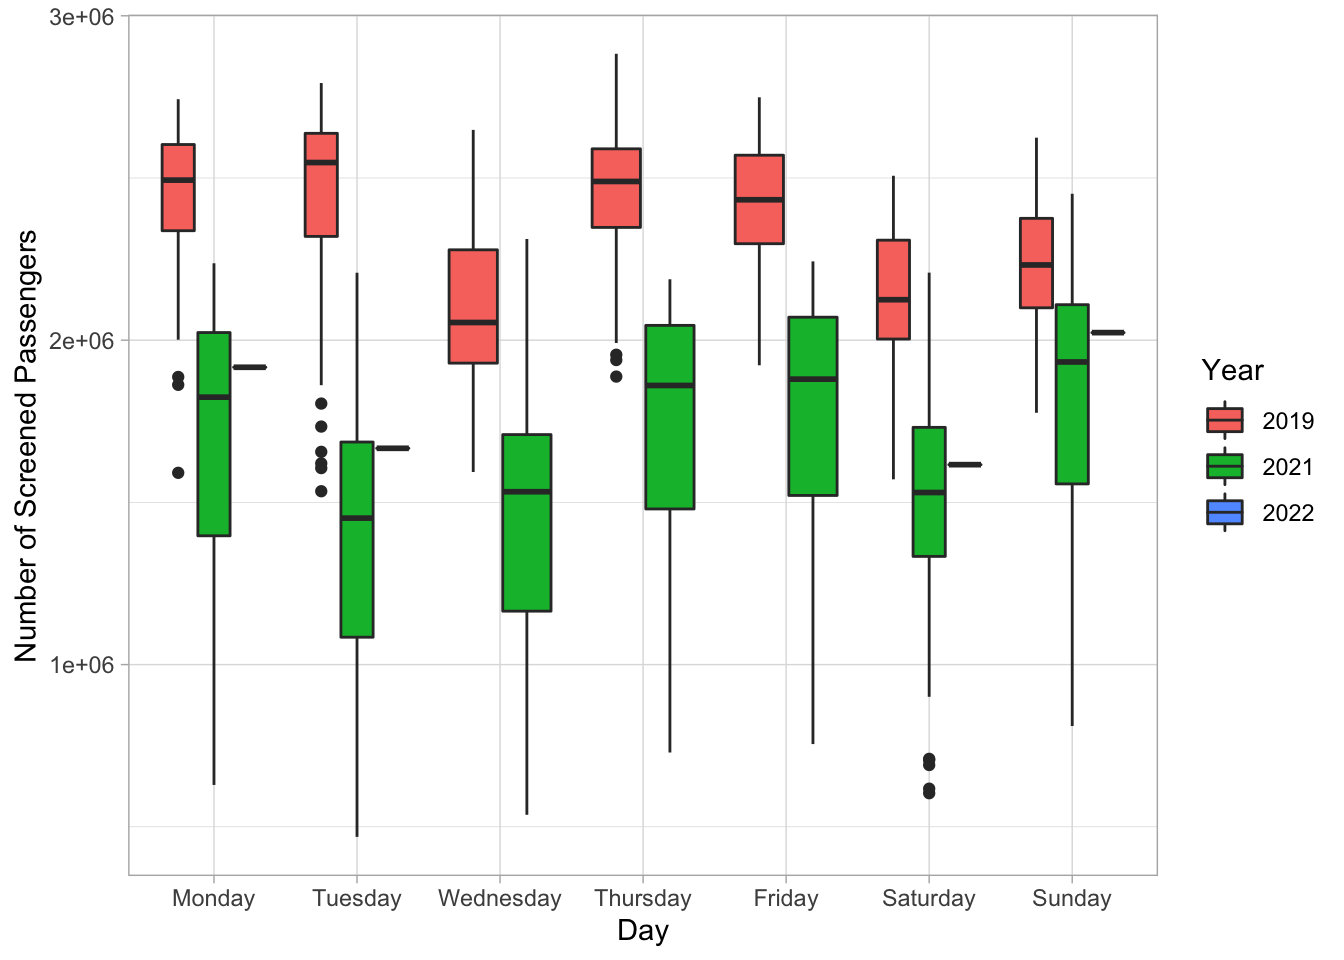 Number of Screened Passengers
3e+06
2e+06
1e+06
Monday Tuesday Wednesday Thursday Friday Saturday Sunday
Day
Year
2019
2021
2022